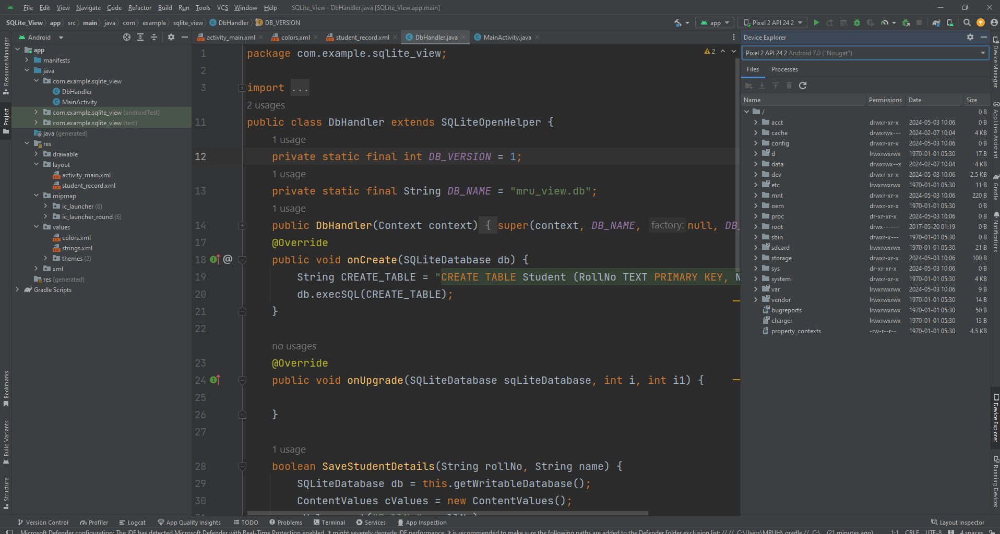 File Edit View Navigate Code Refactor Build Run Tools VCS Window Help SQLite_View - DbHandler.java [SQLite_View.app.main]
SQLite_View app src main java com example sqlite_view DbHandler DB_VERSION app Pixel 2 API 24 2
Android
activity_main.xml colors.xml student_record.xml DbHandler.java MainActivity.java
Resource Manager
Project
Bookmarks
Build Variants
Structure
app
manifests
java
com.example.sqlite_view
DbHandler
MainActivity
com.example.sqlite_view (androidTest)
com.example.sqlite_view (test)
java (generated)
res
drawable
layout
activity_main.xml
student_record.xml
mipmap
ic_launcher (6)
ic_launcher_round (6)
values
colors.xml
strings.xml
themes (2)
xml
res (generated)
Gradle Scripts
1 package com.example.sqlite_view; 2
2
3 import ...
2 usages
11 public class DbHandler extends SQLiteOpenHelper {
1 usage
12 private static final int DB_VERSION = 1;
1 usage
13 private static final String DB_NAME = "mru_view.db";
1 usage
14 public DbHandler(Context context) { super(context, DB_NAME, factory: null, DB_
17 @Override
18 @ public void onCreate(SQLiteDatabase db) {
19 String CREATE_TABLE = "CREATE TABLE Student (RollNo TEXT PRIMARY KEY, N
20 db.execSQL(CREATE_TABLE);
21 }
22
no usages
23 @Override
24 public void onUpgrade(SQLiteDatabase sqLiteDatabase, int i, int i1) {
25
26 }
27
1 usage
28 boolean SaveStudentDetails(String rollNo, String name) {
29 SQLiteDatabase db = this.getWritableDatabase();
30 ContentValues cValues = new ContentValues();
Device Explorer
Pixel 2 API 24 2 Android 7.0 ("Nougat")
Files Processes
Name Permissions Date Size
/ 0 B
acct drwxr-xr-x 2024-05-03 10:06 0 B
cache drwxrwx--- 2024-02-07 10:04 4 KB
config drwxr-xr-x 2024-05-03 10:06 0 B
d lrwxrwxrwx 1970-01-01 05:30 17 B
data drwxrwx--x 2024-02-07 10:04 4 KB
dev drwxr-xr-x 2024-05-03 10:06 2.5 KB
etc lrwxrwxrwx 1970-01-01 05:30 11 B
mnt drwxr-xr-x 2024-05-03 10:06 220 B
oem drwxr-xr-x 1970-01-01 05:30 0 B
proc dr-xr-xr-x 2024-05-03 10:06 0 B
root drwx------ 2017-05-20 01:19 0 B
sbin drwxr-x--- 1970-01-01 05:30 0 B
sdcard lrwxrwxrwx 1970-01-01 05:30 21 B
storage drwxr-xr-x 2024-05-03 10:06 100 B
sys dr-xr-xr-x 2024-05-03 10:06 0 B
system drwxr-xr-x 1970-01-01 05:30 4 KB
var lrwxrwxrwx 2024-05-03 10:06 9 B
vendor lrwxrwxrwx 1970-01-01 05:30 14 B
bugreports lrwxrwxrwx 1970-01-01 05:30 50 B
charger lrwxrwxrwx 1970-01-01 05:30 13 B
property_contexts -rw-r--r-- 1970-01-01 05:30 4.5 KB
Device Manager
App Links Assistant
Gradle
Notifications
Device Explorer
Running Devices
Version Control Profiler Logcat App Quality Insights TODO Problems Terminal Services App Inspection Layout Inspector
Microsoft Defender configuration: The IDE has detected Microsoft Defender with Real-Time Protection enabled. It might severely degrade IDE performance. It is recommended to make sure the following paths are added to the Defender folder exclusion list: // // C:\Users\MRUH\.gradle // C:\ (21 minutes ago) 1:1 CRLF UTF-8 4 spaces